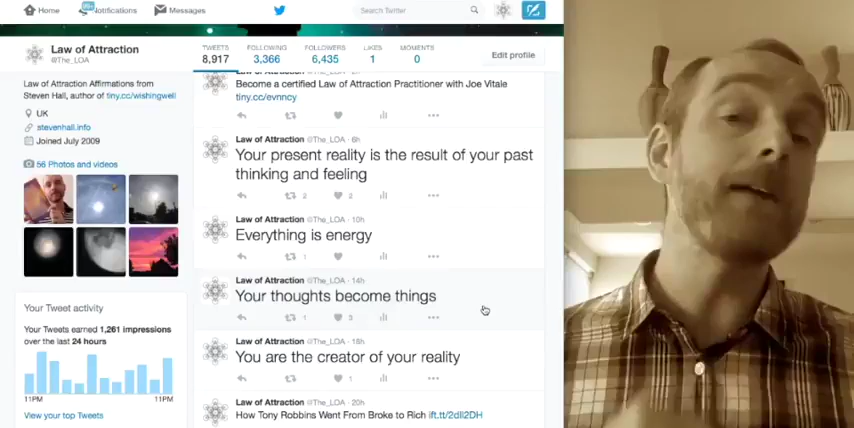 Home
99+
Notifications
Messages
Search Twitter
Law of Attraction
@The_LOA
TWEETS
8,917
FOLLOWING
3,366
FOLLOWERS
6,435
LIKES
1
MOMENTS
0
Edit profile
Law of Attraction Affirmations from
Steven Hall, author of tiny.cc/wishingwell
UK
stevenhall.info
Joined July 2009
56 Photos and videos
Your Tweet activity
Your Tweets earned 1,261 impressions
over the last 24 hours
11PM
11PM
View your top Tweets
Become a certified Law of Attraction Practitioner with Joe Vitale
tiny.cc/evnncy
Law of Attraction @The_LOA · 6h
Your present reality is the result of your past
thinking and feeling
2
2
Law of Attraction @The_LOA · 10h
Everything is energy
1
Law of Attraction @The_LOA · 14h
Your thoughts become things
1
3
Law of Attraction @The_LOA · 18h
You are the creator of your reality
1
Law of Attraction @The_LOA · 20h
How Tony Robbins Went From Broke to Rich ift.tt/2dlI2DH